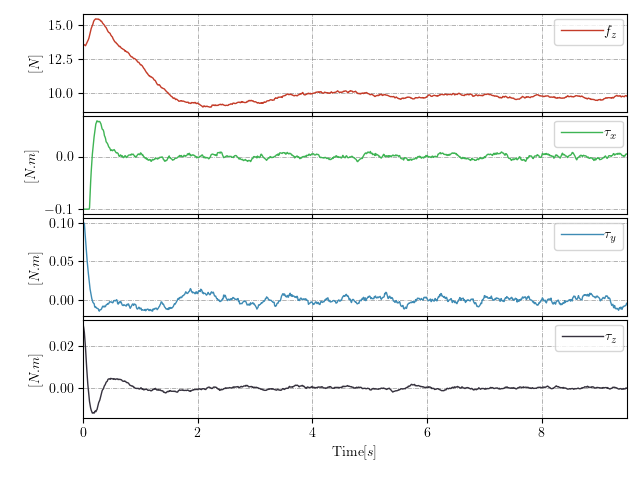 15.0
12.5
10.0
[N]
f_z
0.0
−0.1
[N.m]
τ_x
0.10
0.05
0.00
[N.m]
τ_y
0.02
0.00
[N.m]
τ_z
0 2 4 6 8
Time[s]